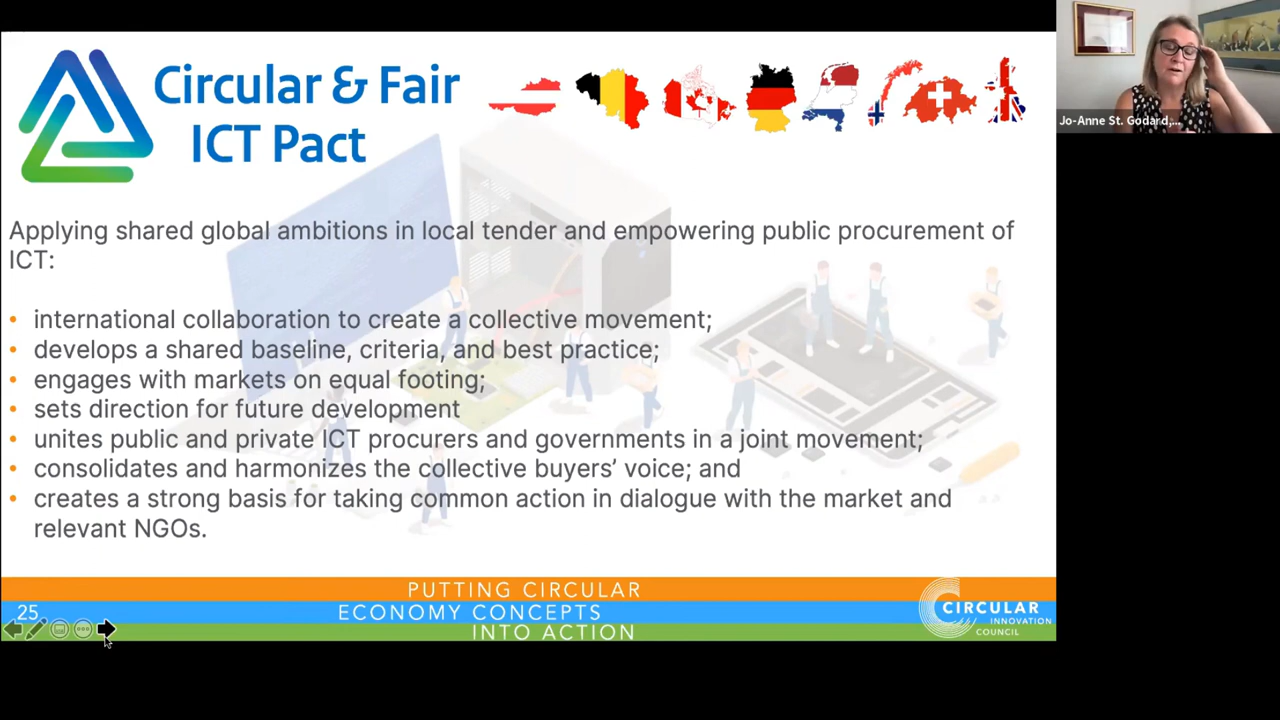 Circular & Fair
ICT Pact
Jo-Anne St. Godard,...
Applying shared global ambitions in local tender and empowering public procurement of
ICT:
• international collaboration to create a collective movement;
• develops a shared baseline, criteria, and best practice;
• engages with markets on equal footing;
• sets direction for future development
• unites public and private ICT procurers and governments in a joint movement;
• consolidates and harmonizes the collective buyers’ voice; and
• creates a strong basis for taking common action in dialogue with the market and
relevant NGOs.
PUTTING CIRCULAR
ECONOMY CONCEPTS
INTO ACTION
25
CIRCULAR
INNOVATION
COUNCIL